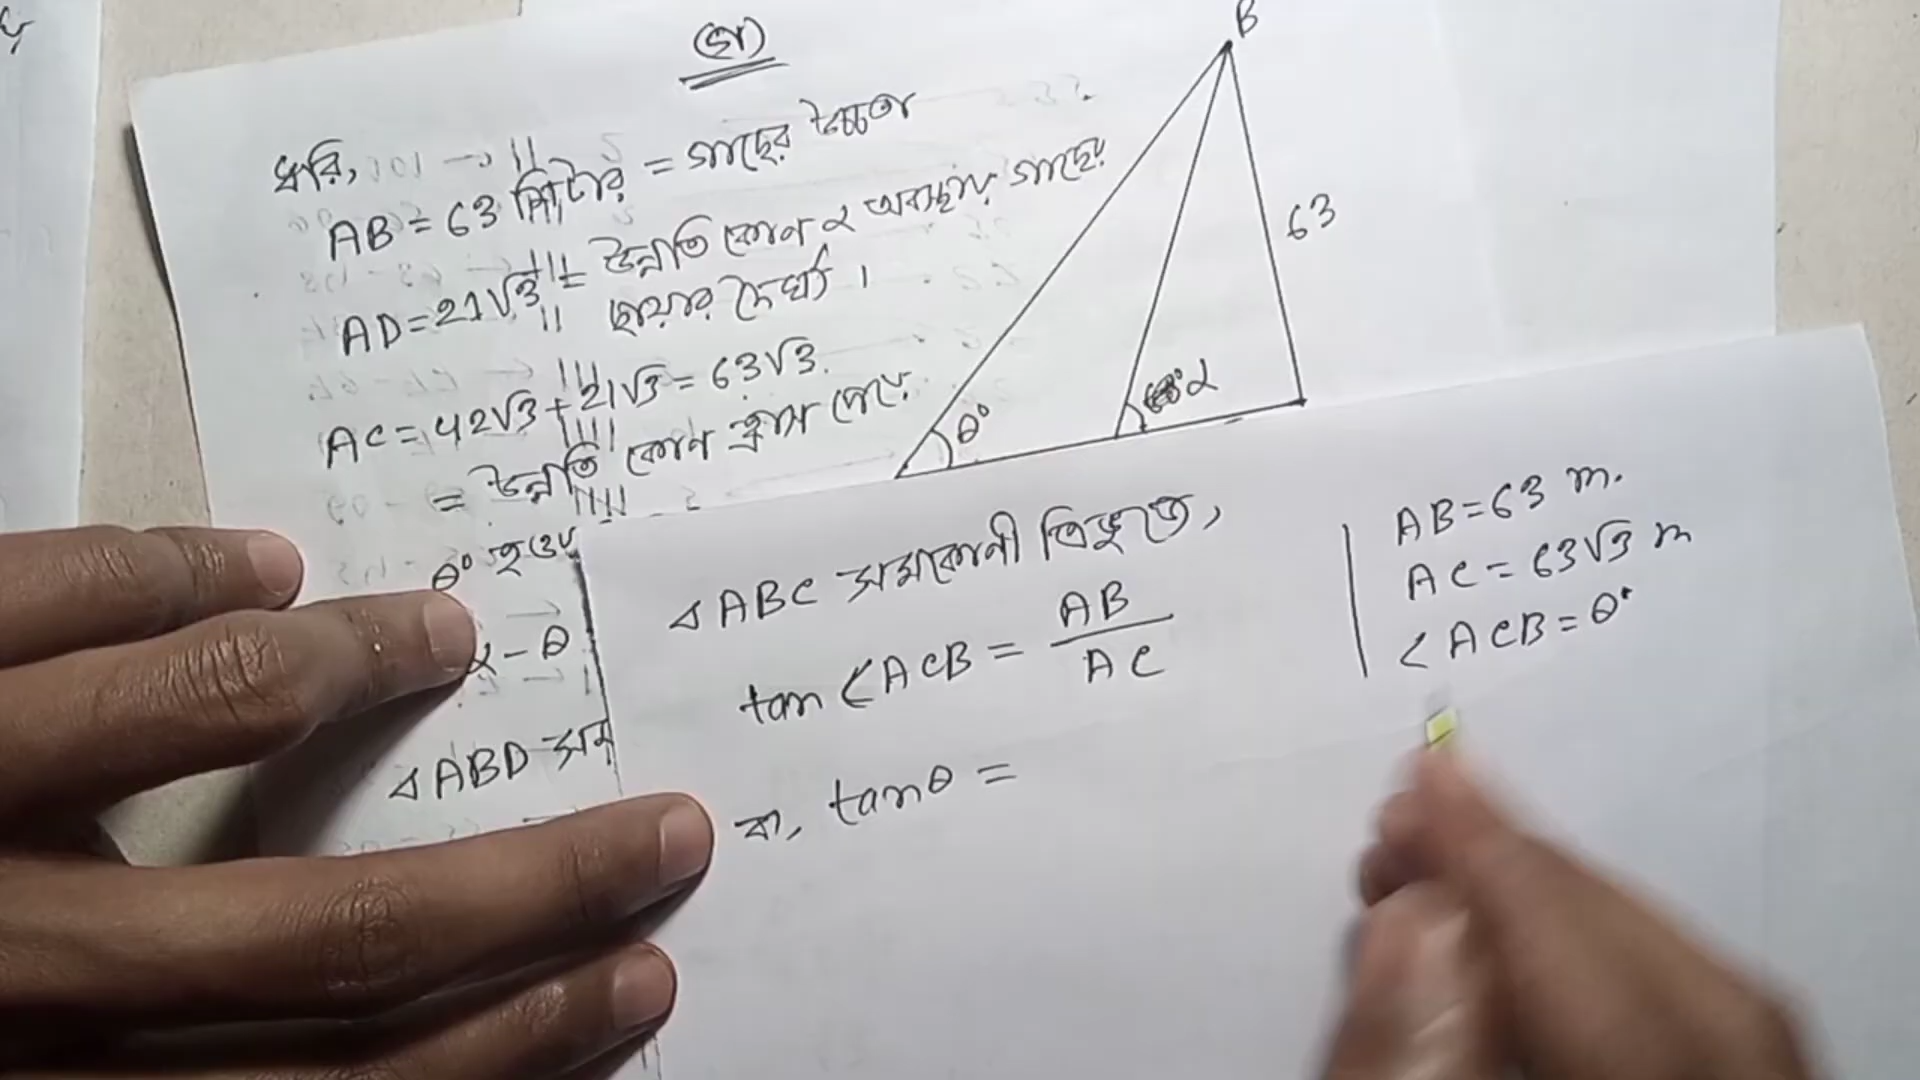 (গ)
ধরি,
AB = 63 মিটার = গাছের উচ্চতা
AD = 21√3 = উন্নতি কোণ α অবস্থায় গাছের
ছায়ার দৈর্ঘ্য।
AC = 42√3 + 21√3 = 63√3.
= উন্নতি কোণ হ্রাস পেয়ে
θ°
α - θ
⊿ ABD সম
B
63
α
θ°
⊿ ABC সমকোণী ত্রিভুজে,
tan <ACB = AB/AC
বা, tanθ =
AB = 63 m.
AC = 63√3 m
<ACB = θ°